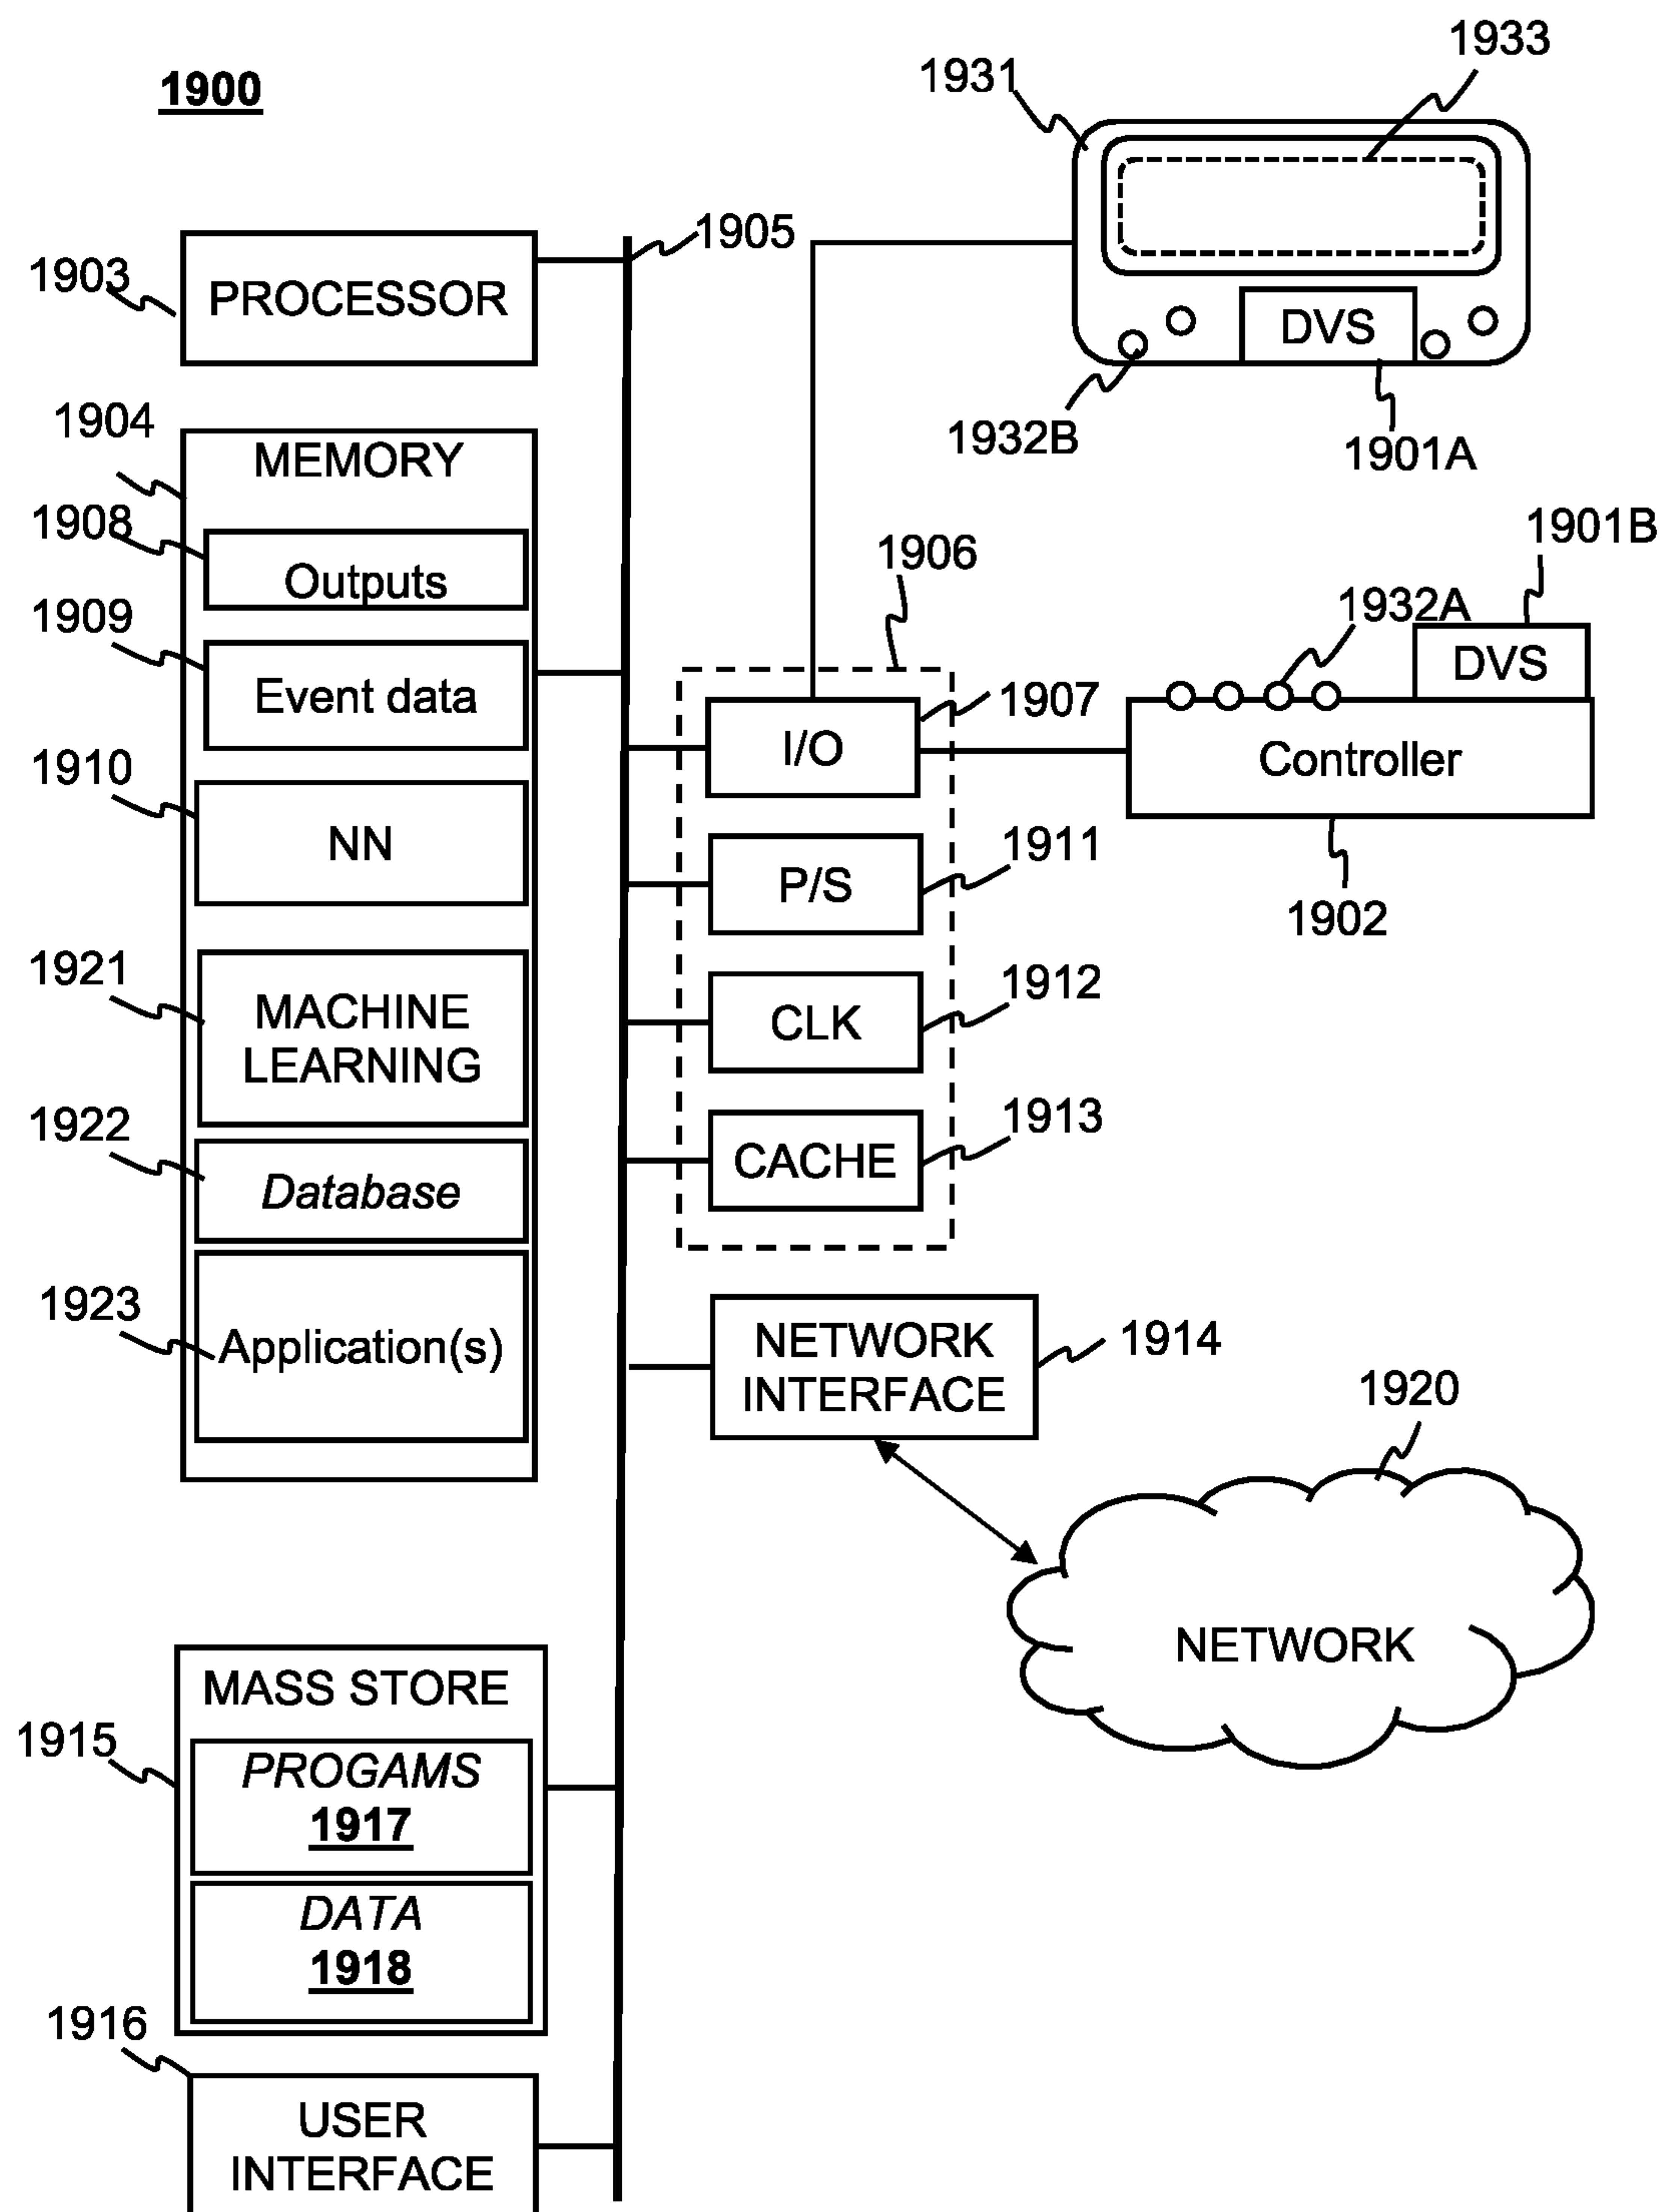 1900
1933
1931
1905
1903
PROCESSOR
DVS
1932B
1901A
1904
MEMORY
1908
Outputs
1909
Event data
1910
NN
1921
MACHINE
LEARNING
1922
Database
1923
Application(s)
1906
1901B
1932A
DVS
1907
I/O
Controller
1902
1911
P/S
1912
CLK
1913
CACHE
NETWORK
INTERFACE
1914
1920
NETWORK
MASS STORE
1915
PROGAMS
1917
DATA
1918
1916
USER
INTERFACE